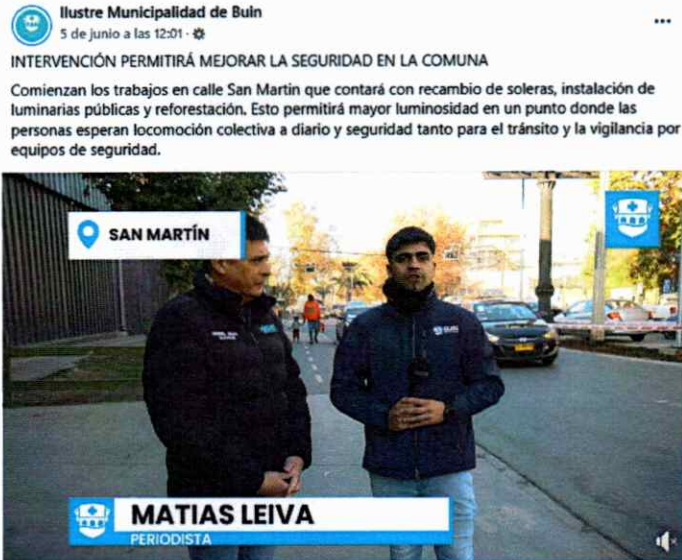 Ilustre Municipalidad de Buin
5 de junio a las 12:01 ·
INTERVENCIÓN PERMITIRÁ MEJORAR LA SEGURIDAD EN LA COMUNA
Comienzan los trabajos en calle San Martin que contará con recambio de soleras, instalación de
luminarias públicas y reforestación. Esto permitirá mayor luminosidad en un punto donde las
personas esperan locomoción colectiva a diario y seguridad tanto para el tránsito y la vigilancia por
equipos de seguridad.
SAN MARTÍN
BUIN
MATIAS LEIVA
PERIODISTA